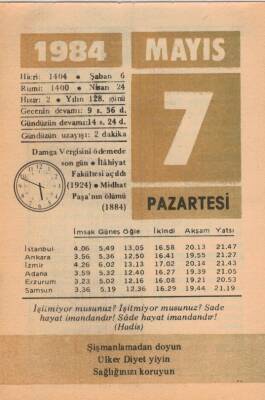 1984
MAYIS
Hicrî: 1404 • Şaban 6
Rumî: 1400 • Nisan 24
Hızır: 2 • Yılın 128. günü
Gecenin devamı: 9 s. 36 d.
Gündüzün devamı: 14 s, 24 d.
Gündüzün uzayışı: 2 dakika
7
Damga Vergisini ödemede
son gün • İlâhiyat
Fakültesi açıldı
(1924) • Midhat
Paşa'nın ölümü
(1884)
PAZARTESİ
İmsak Güneş Öğle İkindi Akşam Yatsı
İstanbul 4.06 5,49 13,05 16.58 20,13 21.47
Ankara 3,56 5,36 12,50 16,41 19,55 21.27
İzmir 4.26 6,02 13,13 17,02 20,14 21,43
Adana 3,59 5,32 12,40 16,27 19,39 21,05
Erzurum 3,23 5,02 12,16 16.08 19,21 20,53
Samsun 3,36 5,19 12,36 16,29 19,44 21.19
İşiimiyor musunuz? İşitmiyor musunuz? Sade
hayat imandandır! Sâde hayat imandandır!
(Hadis)
Şişmanlamadan doyun
Ülker Diyet yiyin
Sağlığınızı koruyun